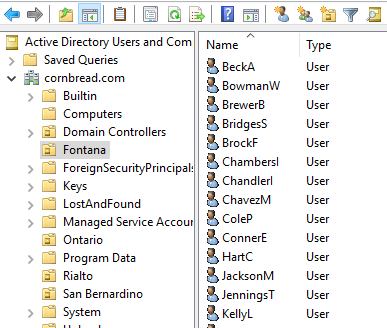 Active Directory Users and Com
Saved Queries
cornbread.com
Builtin
Computers
Domain Controllers
Fontana
ForeignSecurityPrincipals
Keys
LostAndFound
Managed Service Accour
Ontario
Program Data
Rialto
San Bernardino
System
Name
Type
BeckA
User
BowmanW
User
BrewerB
User
BridgesS
User
BrockF
User
ChambersI
User
ChandlerI
User
ChavezM
User
ColeP
User
ConnerE
User
HartC
User
JacksonM
User
JenningsT
User
KellyL
User